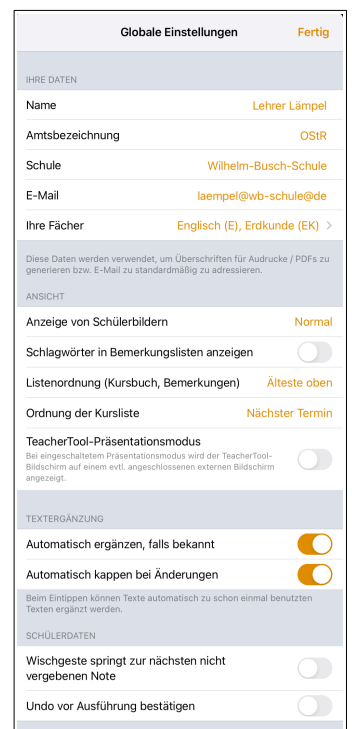 Globale Einstellungen Fertig
IHRE DATEN
Name Lehrer Lämpel
Amtsbezeichnung OStR
Schule Wilhelm-Busch-Schule
E-Mail laempel@wb-schule@de
Ihre Fächer Englisch (E), Erdkunde (EK) >
Diese Daten werden verwendet, um Überschriften für Audrucke / PDFs zu
generieren bzw. E-Mail zu standardmäßig zu adressieren.
ANSICHT
Anzeige von Schülerbildern Normal
Schlagwörter in Bemerkungslisten anzeigen
Listenordnung (Kursbuch, Bemerkungen) Älteste oben
Ordnung der Kursliste Nächster Termin
TeacherTool-Präsentationsmodus
Bei eingeschaltetem Präsentationsmodus wird der TeacherTool-
Bildschirm auf einem evtl. angeschlossenen externen Bildschirm
angezeigt.
TEXTERGÄNZUNG
Automatisch ergänzen, falls bekannt
Automatisch kappen bei Änderungen
Beim Eintippen können Texte automatisch zu schon einmal benutzten
Texten ergänzt werden.
SCHÜLERDATEN
Wischgeste springt zur nächsten nicht
vergebenen Note
Undo vor Ausführung bestätigen